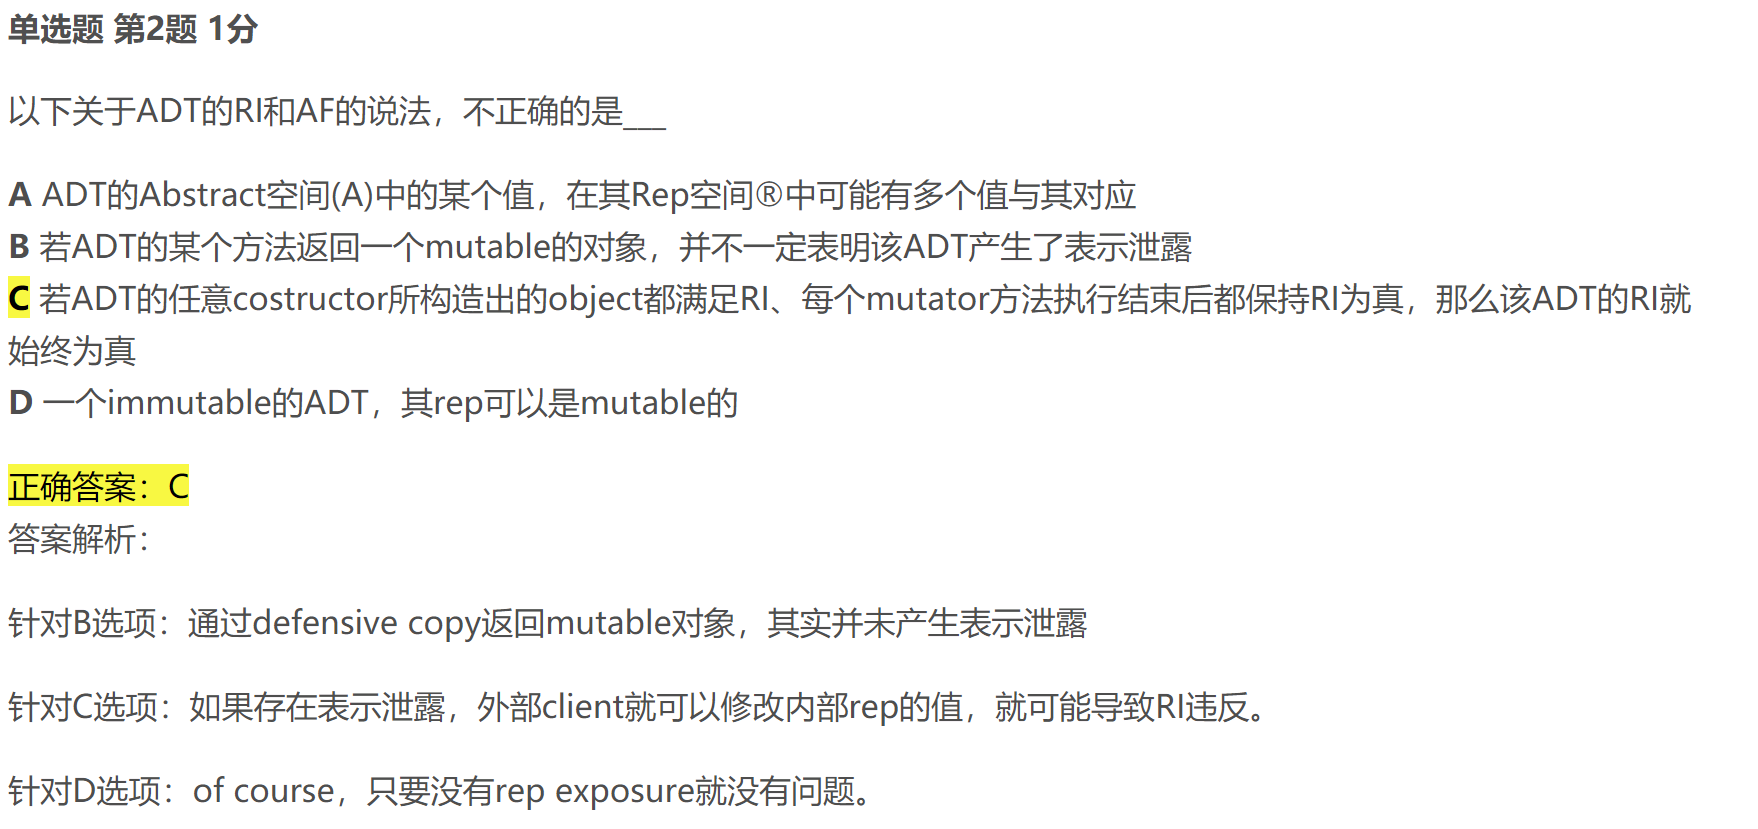 单选题 第2题 1分
以下关于ADT的RI和AF的说法，不正确的是___
A ADT的Abstract空间(A)中的某个值，在其Rep空间®中可能有多个值与其对应
B 若ADT的某个方法返回一个mutable的对象，并不一定表明该ADT产生了表示泄露
C 若ADT的任意costructor所构造出的object都满足RI、每个mutator方法执行结束后都保持RI为真，那么该ADT的RI就
始终为真
D 一个immutable的ADT，其rep可以是mutable的
正确答案：C
答案解析：
针对B选项：通过defensive copy返回mutable对象，其实并未产生表示泄露
针对C选项：如果存在表示泄露，外部client就可以修改内部rep的值，就可能导致RI违反。
针对D选项：of course，只要没有rep exposure就没有问题。